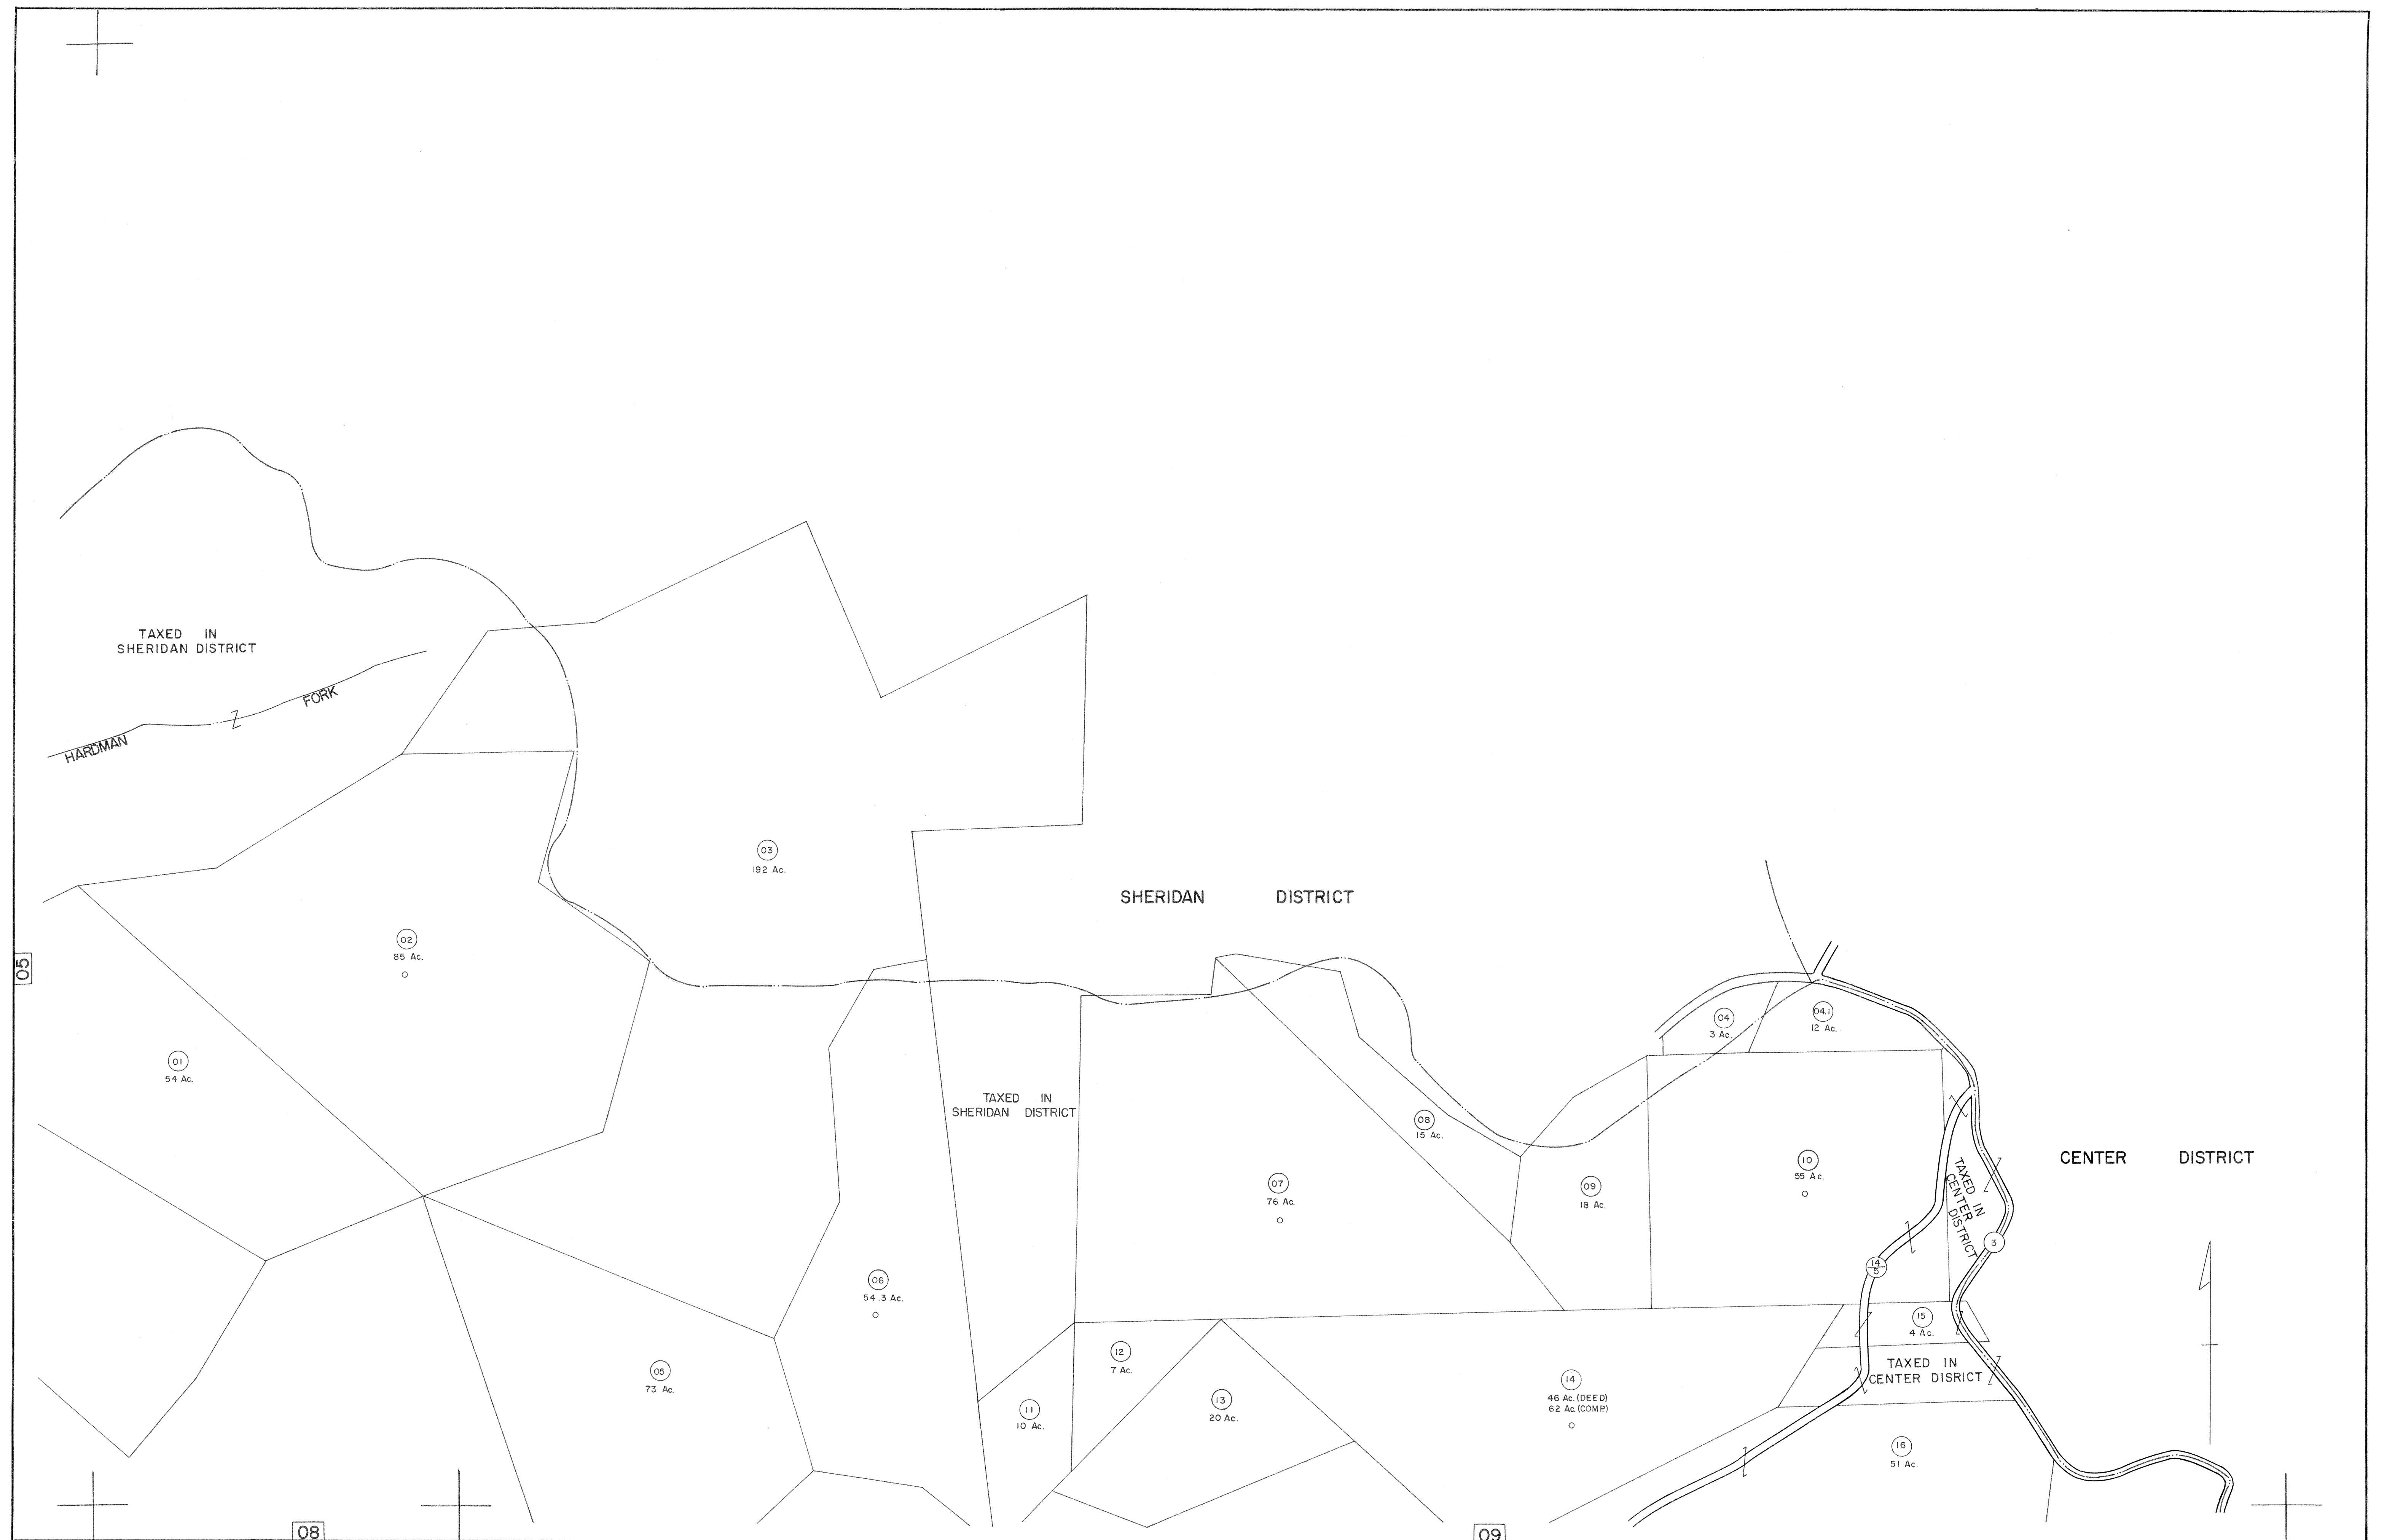 TAXED IN
SHERIDAN DISTRICT
HARDMAN FORK
03
192 Ac.
SHERIDAN DISTRICT
02
85 Ac.
05
04
3 Ac.
04.1
12 Ac.
01
54 Ac.
TAXED IN
SHERIDAN DISTRICT
08
15 Ac.
CENTER DISTRICT
10
55 Ac.
TAXED IN
CENTER
DISTRICT
07
76 Ac.
09
18 Ac.
3
14
5
06
54.3 Ac.
15
4 Ac.
12
7 Ac.
TAXED IN
CENTER DISRICT
05
73 Ac.
14
46 Ac. (DEED)
62 Ac. (COMP.)
13
20 Ac.
11
10 Ac.
16
51 Ac.
08
09